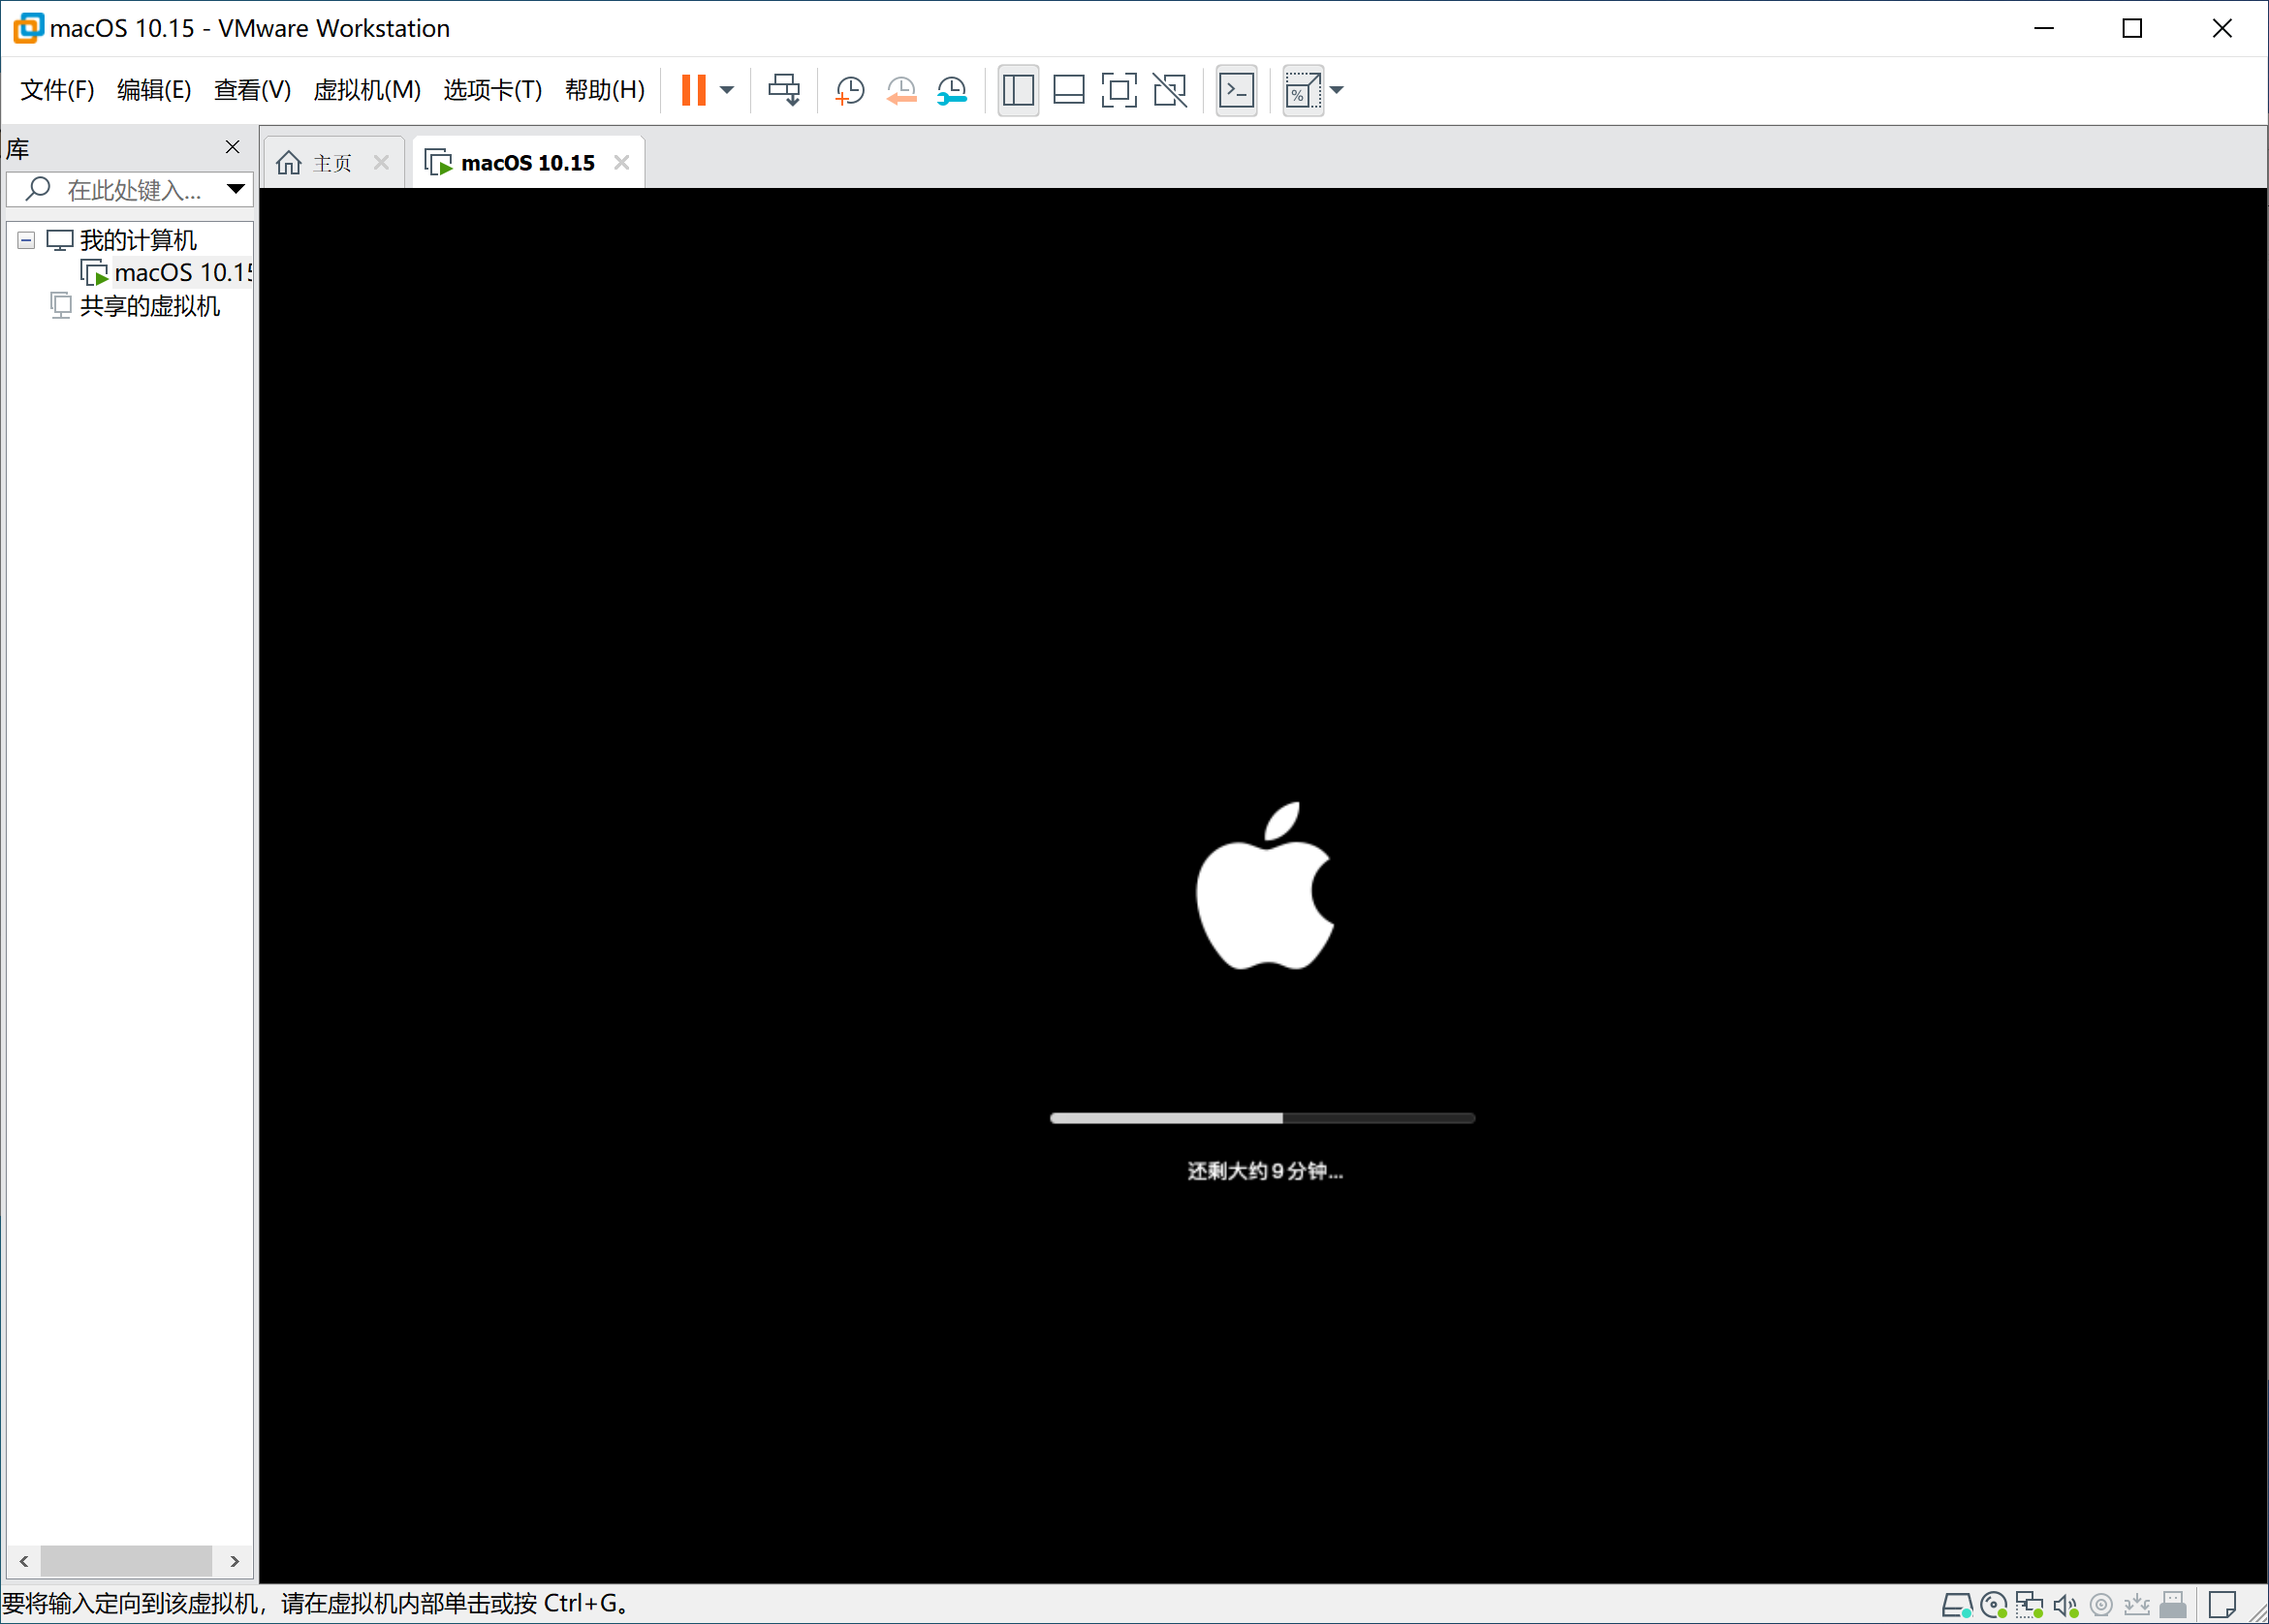 macOS 10.15 - VMware Workstation
文件(F) 编辑(E) 查看(V) 虚拟机(M) 选项卡(T) 帮助(H)
库
主页
macOS 10.15
在此处键入...
我的计算机
macOS 10.15
共享的虚拟机
还剩大约 9 分钟...
要将输入定向到该虚拟机，请在虚拟机内部单击或按 Ctrl+G。